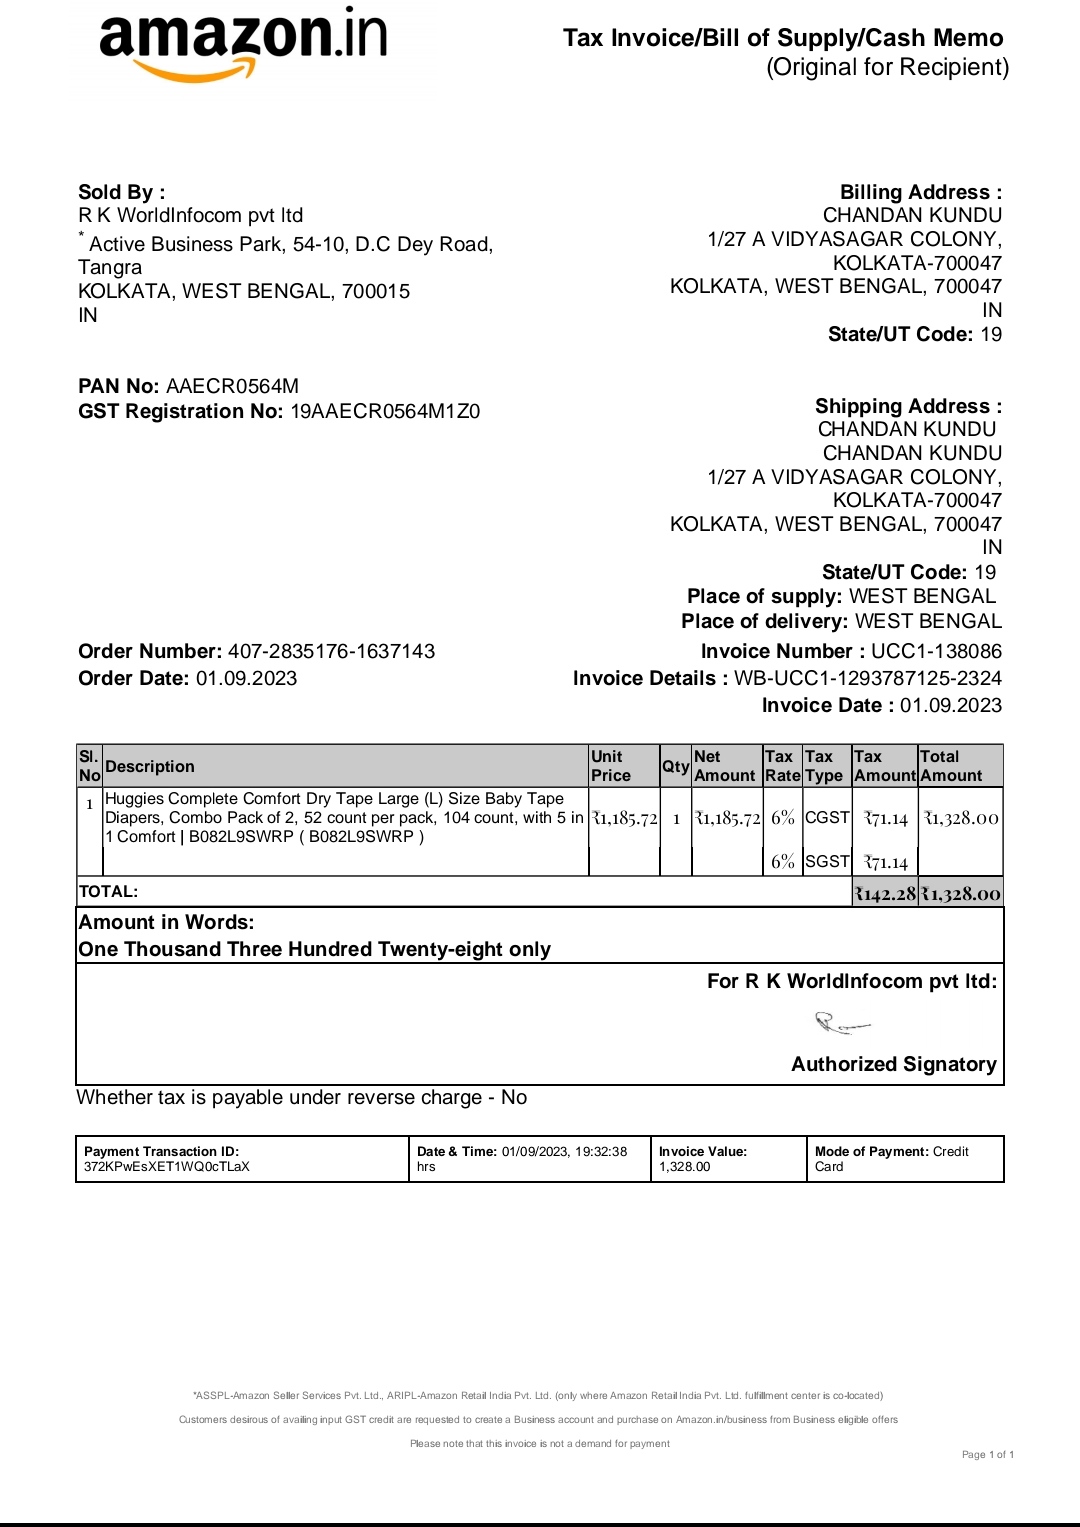 amazon.in
Tax Invoice/Bill of Supply/Cash Memo
(Original for Recipient)
Sold By :
R K WorldInfocom pvt ltd
* Active Business Park, 54-10, D.C Dey Road,
Tangra
KOLKATA, WEST BENGAL, 700015
IN
Billing Address :
CHANDAN KUNDU
1/27 A VIDYASAGAR COLONY,
KOLKATA-700047
KOLKATA, WEST BENGAL, 700047
IN
State/UT Code: 19
PAN No: AAECR0564M
GST Registration No: 19AAECR0564M1Z0
Shipping Address :
CHANDAN KUNDU
CHANDAN KUNDU
1/27 A VIDYASAGAR COLONY,
KOLKATA-700047
KOLKATA, WEST BENGAL, 700047
IN
State/UT Code: 19
Place of supply: WEST BENGAL
Place of delivery: WEST BENGAL
Order Number: 407-2835176-1637143
Order Date: 01.09.2023
Invoice Number : UCC1-138086
Invoice Details : WB-UCC1-1293787125-2324
Invoice Date : 01.09.2023
Sl. No Description Unit Price Qty Net Amount Tax Rate Tax Type Tax Amount Total Amount
1 Huggies Complete Comfort Dry Tape Large (L) Size Baby Tape
Diapers, Combo Pack of 2, 52 count per pack, 104 count, with 5 in ₹1,185.72 1 ₹1,185.72 6% CGST ₹71.14 ₹1,328.00
1 Comfort | B082L9SWRP ( B082L9SWRP )
6% SGST ₹71.14
TOTAL: ₹142.28 ₹1,328.00
Amount in Words:
One Thousand Three Hundred Twenty-eight only
For R K WorldInfocom pvt ltd:
Authorized Signatory
Whether tax is payable under reverse charge - No
Payment Transaction ID:
372KPwEsXET1WQ0cTLaX
Date & Time: 01/09/2023, 19:32:38
hrs
Invoice Value:
1,328.00
Mode of Payment: Credit
Card
*ASSPL-Amazon Seller Services Pvt. Ltd., ARIPL-Amazon Retail India Pvt. Ltd. (only where Amazon Retail India Pvt. Ltd. fulfillment center is co-located)
Customers desirous of availing input GST credit are requested to create a Business account and purchase on Amazon.in/business from Business eligible offers
Please note that this invoice is not a demand for payment
Page 1 of 1